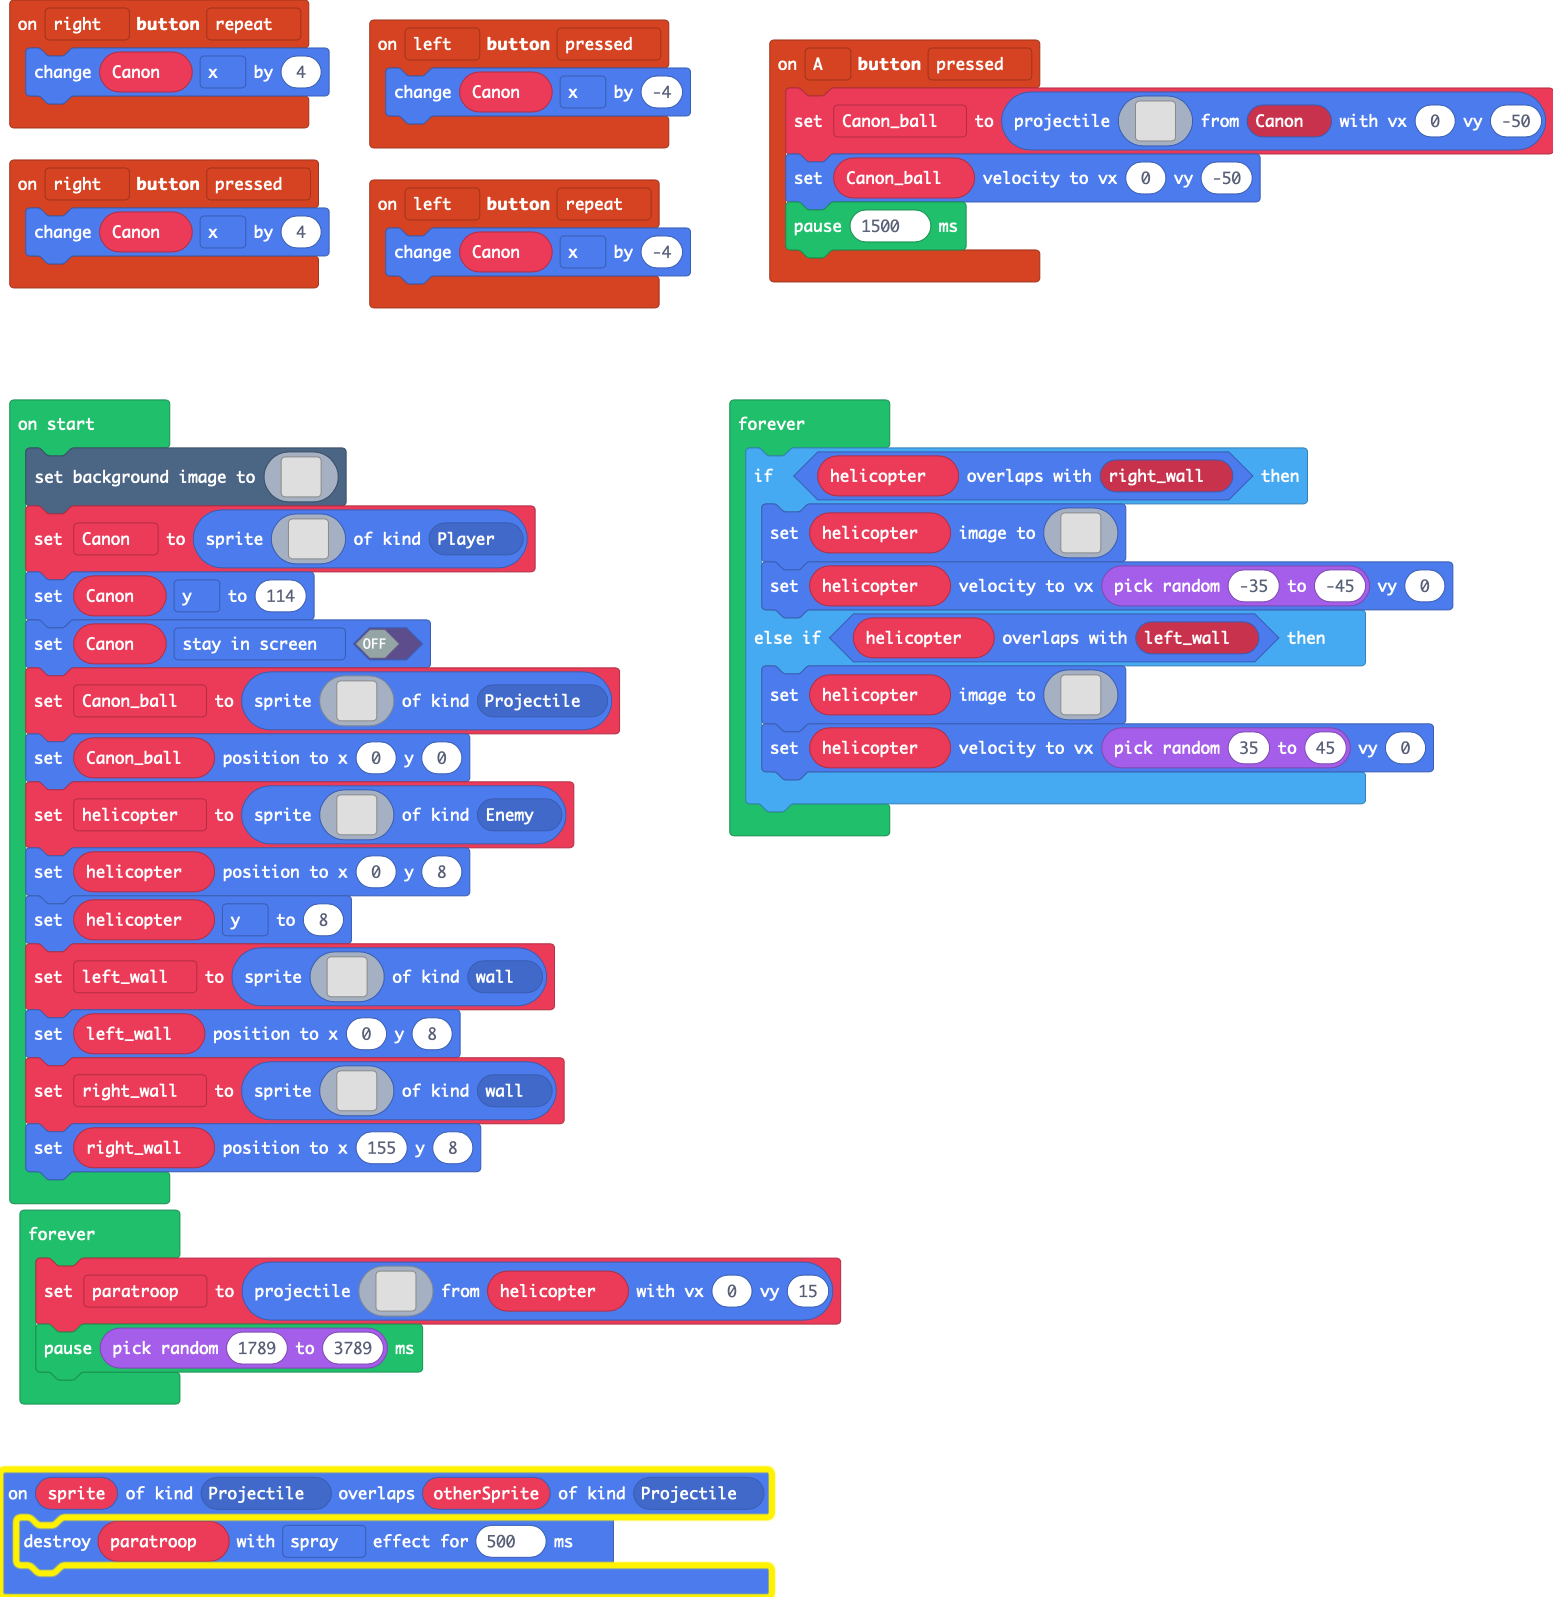 on right button repeat
change Canon x by 4
on left button pressed
change Canon x by -4
on A button pressed
set Canon_ball to projectile from Canon with vx 0 vy -50
set Canon_ball velocity to vx 0 vy -50
pause 1500 ms
on right button pressed
change Canon x by 4
on left button repeat
change Canon x by -4
on start
set background image to
set Canon to sprite of kind Player
set Canon y to 114
set Canon stay in screen OFF
set Canon_ball to sprite of kind Projectile
set Canon_ball position to x 0 y 0
set helicopter to sprite of kind Enemy
set helicopter position to x 0 y 8
set helicopter y to 8
set left_wall to sprite of kind wall
set left_wall position to x 0 y 8
set right_wall to sprite of kind wall
set right_wall position to x 155 y 8
forever
if helicopter overlaps with right_wall then
set helicopter image to
set helicopter velocity to vx pick random -35 to -45 vy 0
else if helicopter overlaps with left_wall then
set helicopter image to
set helicopter velocity to vx pick random 35 to 45 vy 0
forever
set paratroop to projectile from helicopter with vx 0 vy 15
pause pick random 1789 to 3789 ms
on sprite of kind Projectile overlaps otherSprite of kind Projectile
destroy paratroop with spray effect for 500 ms